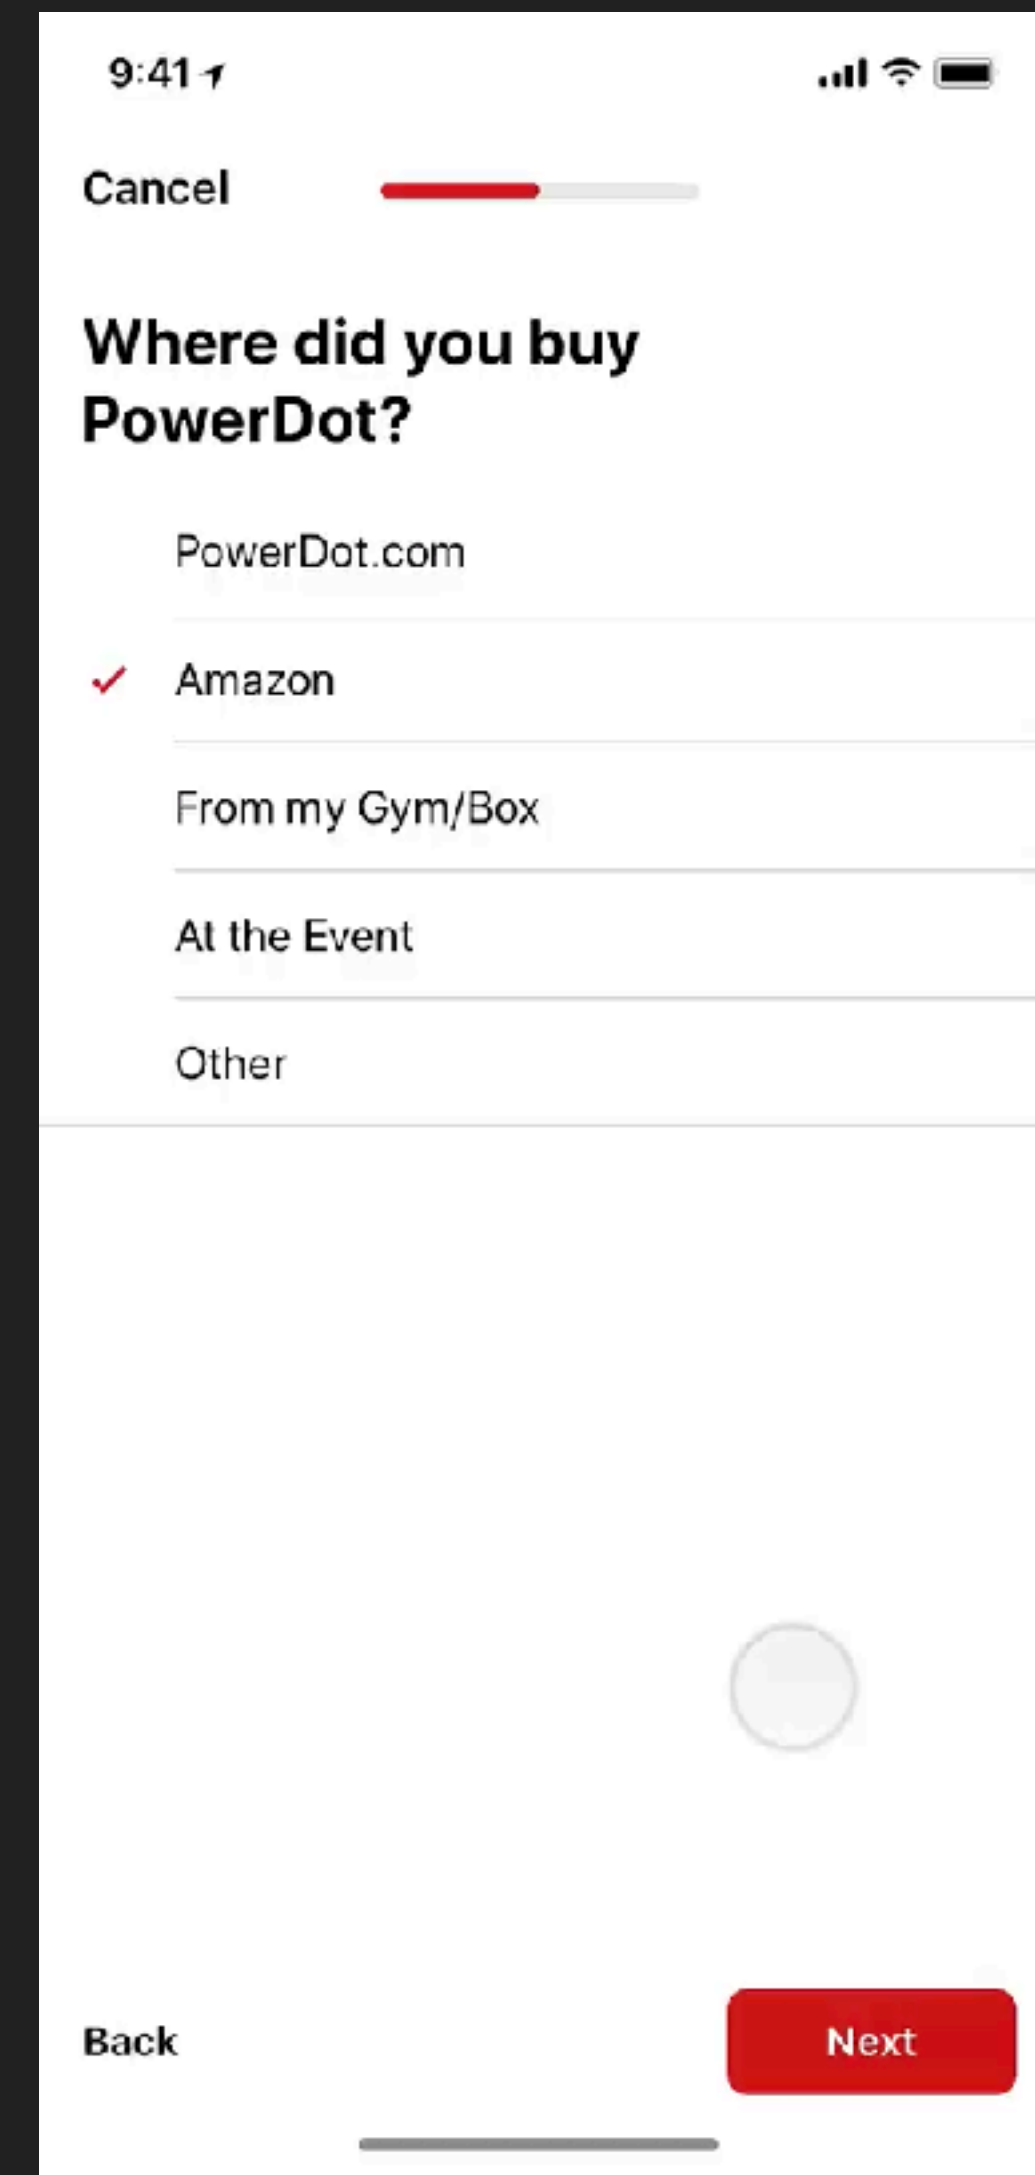 9:41
Cancel
Where did you buy
PowerDot?
PowerDot.com
Amazon
From my Gym/Box
At the Event
Other
Back
Next